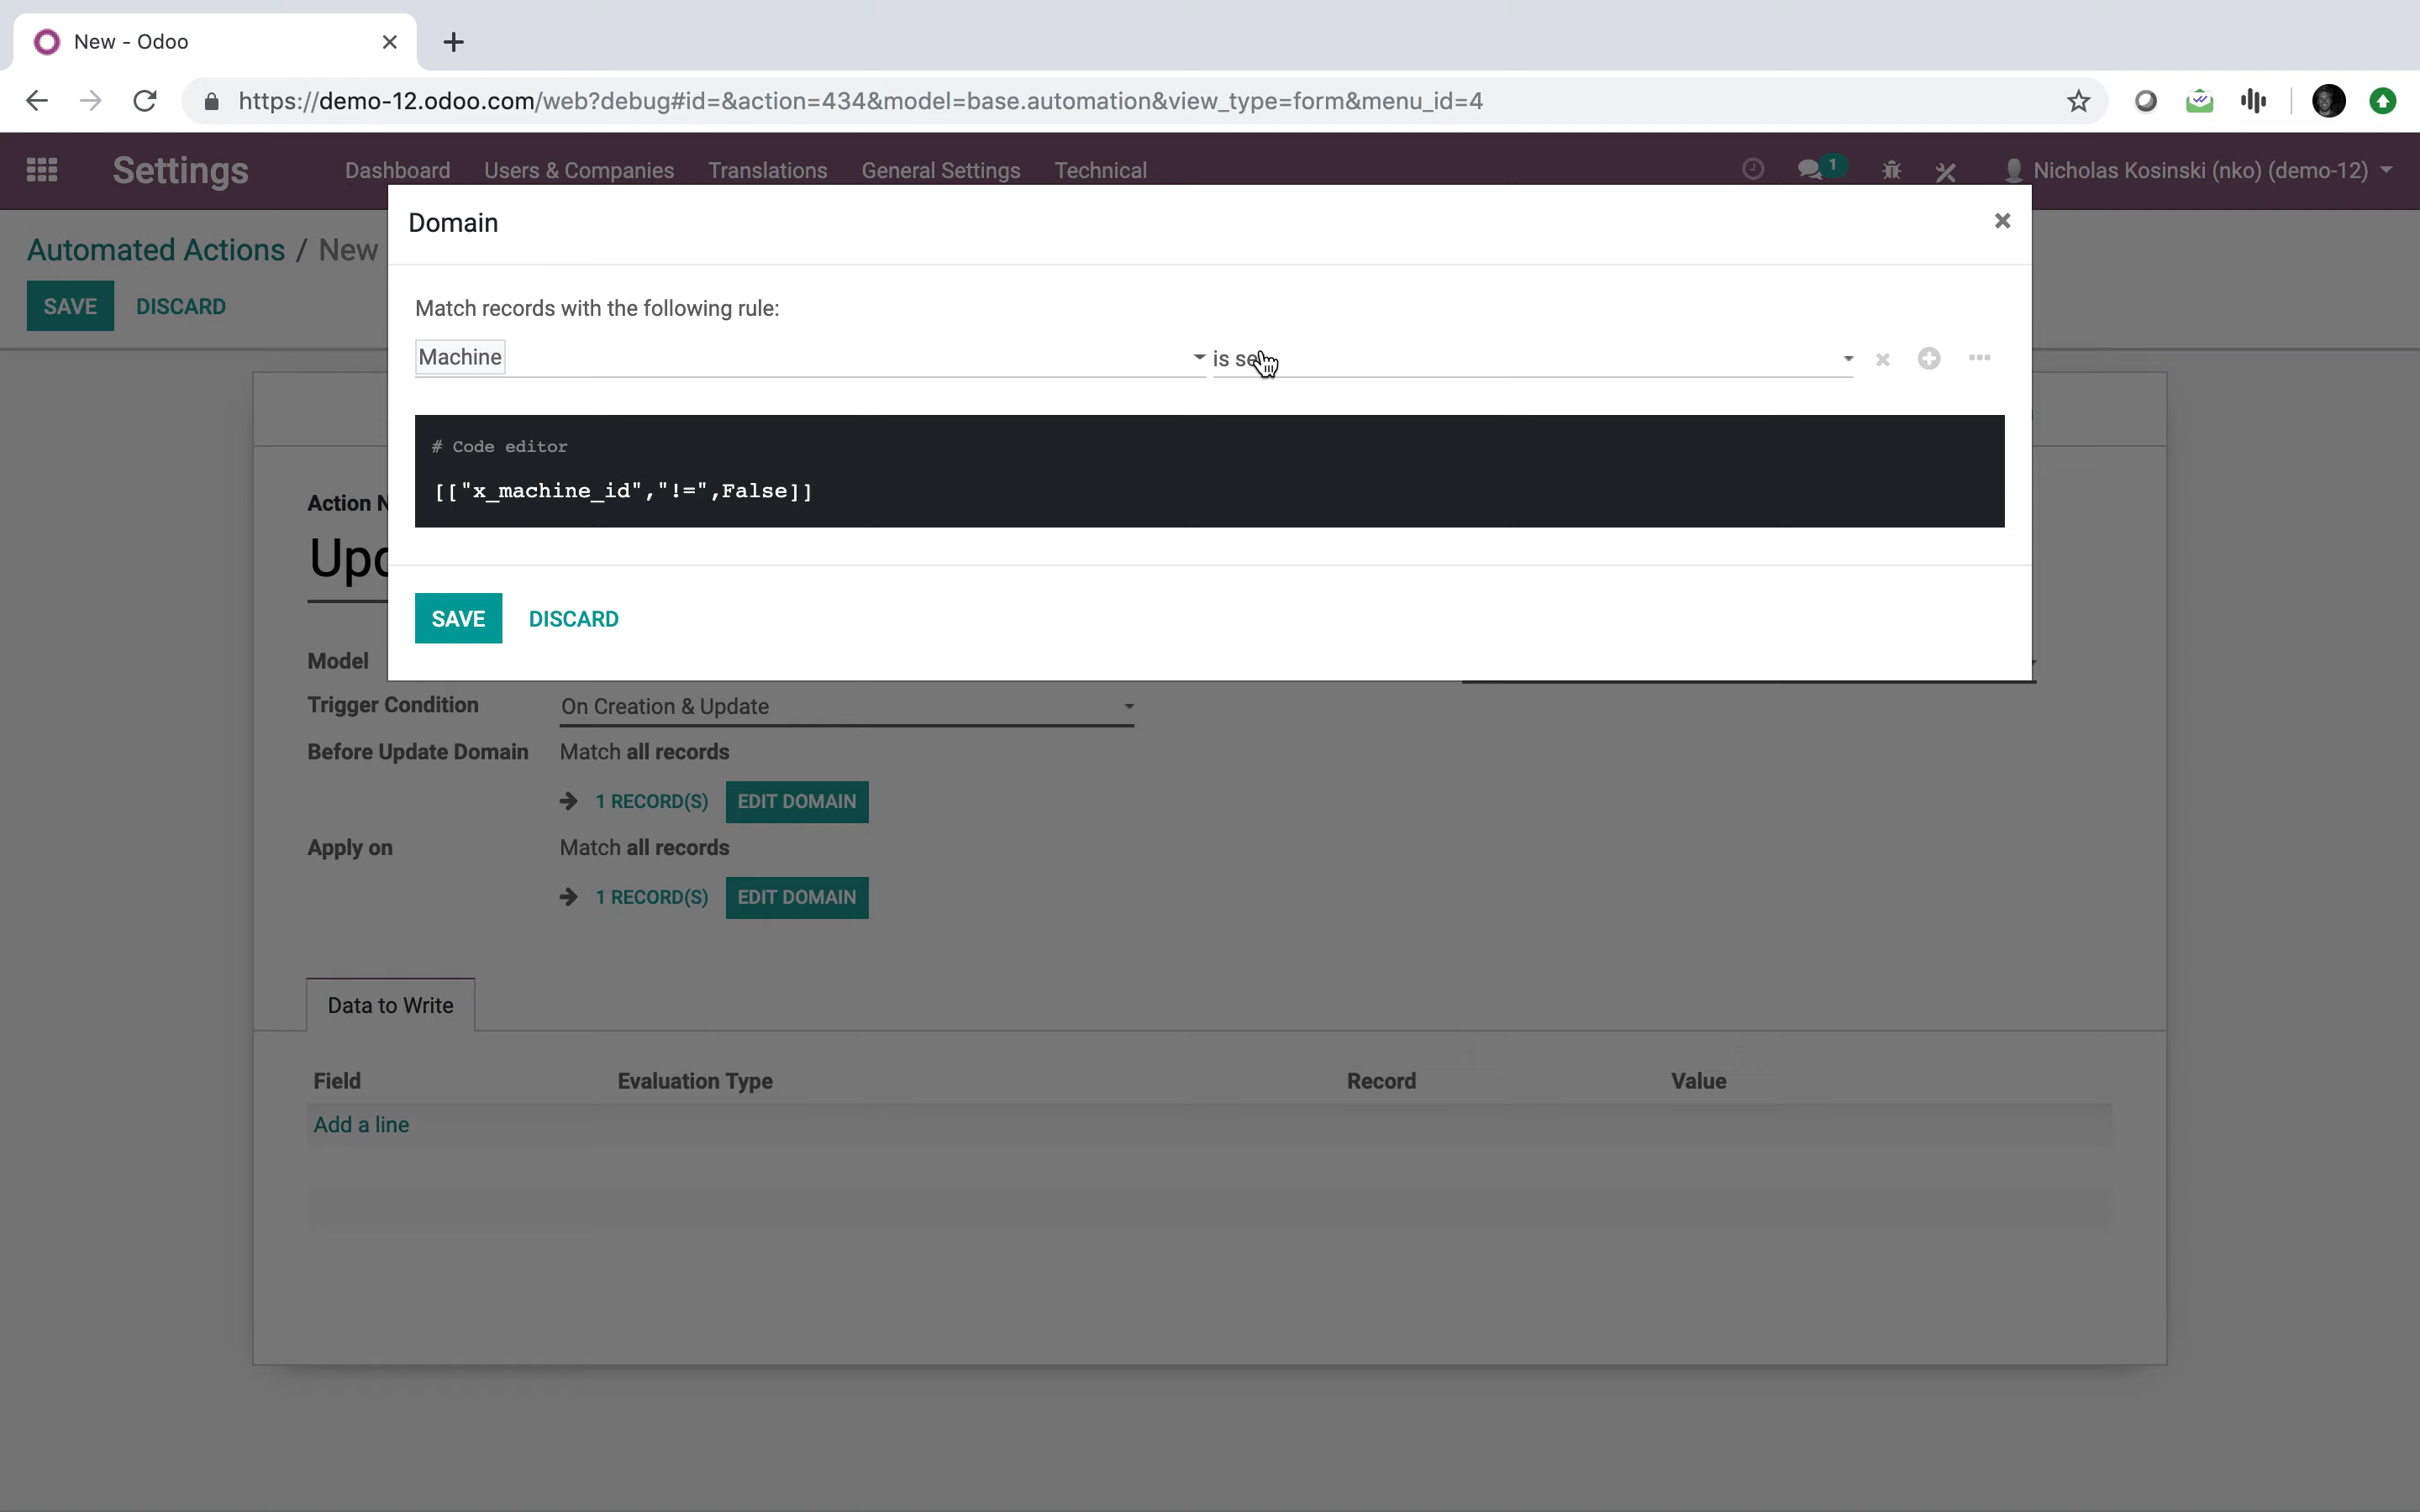 New - Odoo
https://demo-12.odoo.com/web?debug#id=&action=434&model=base.automation&view_type=form&menu_id=4
Settings Dashboard Users & Companies Translations General Settings Technical 1 Nicholas Kosinski (nko) (demo-12)
Automated Actions / New
SAVE DISCARD
Domain
Match records with the following rule:
Machine is se
# Code editor
[["x_machine_id","!=",False]]
SAVE DISCARD
Action N
Upd
Model
Trigger Condition On Creation & Update
Before Update Domain Match all records
1 RECORD(S) EDIT DOMAIN
Apply on Match all records
1 RECORD(S) EDIT DOMAIN
Data to Write
Field Evaluation Type Record Value
Add a line